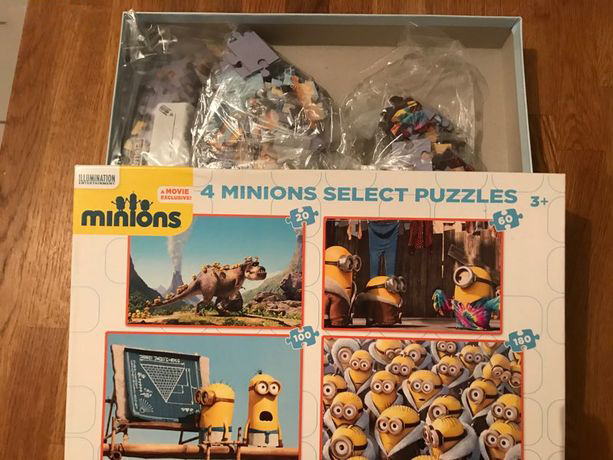 ILLUMINATION
ENTERTAINMENT
minions
A MOVIE
EXCLUSIVE!
4 MINIONS SELECT PUZZLES 3+
20
60
100
180